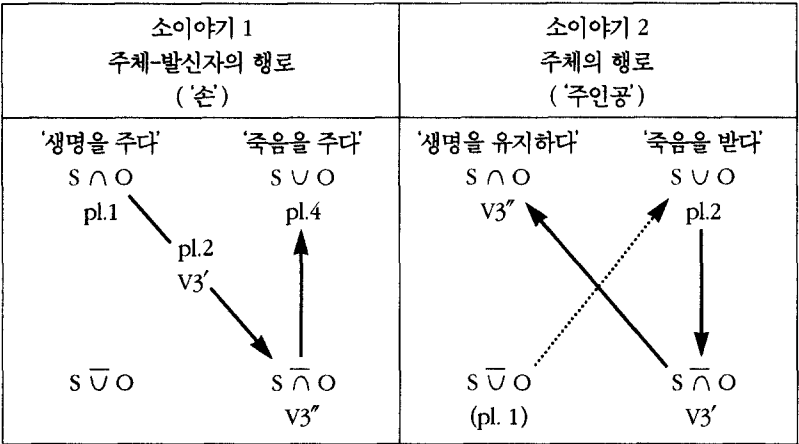 소이야기 1
주체-발신자의 행로
( ‘손’ )
‘생명을 주다’ ‘죽음을 주다’
S ∩ O S ∪ O
pl.1 pl.4
pl.2
V3′
S ∪̅ O S ∩̅ O
V3″
소이야기 2
주체의 행로
( ‘주인공’ )
‘생명을 유지하다’ ‘죽음을 받다’
S ∩ O S ∪ O
V3″ pl.2
S ∪̅ O S ∩̅ O
(pl. 1) V3′